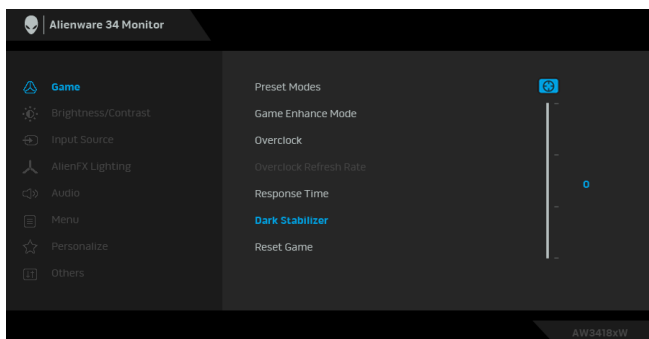 Alienware 34 Monitor
Game
Brightness/Contrast
Input Source
AlienFX Lighting
Audio
Menu
Personalize
Others
Preset Modes
Game Enhance Mode
Overclock
Overclock Refresh Rate
Response Time
Dark Stabilizer
Reset Game
0
AW3418xW